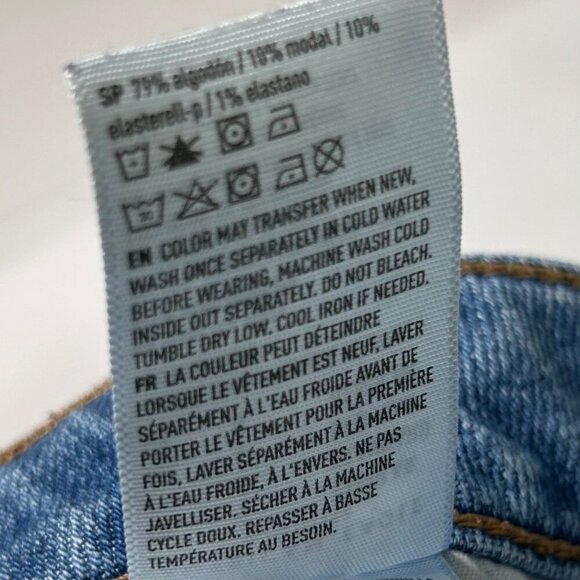 SP 79% algodón / 10% modal / 10%
elasterell-p / 1% elastano
30
EN COLOR MAY TRANSFER WHEN NEW,
WASH ONCE SEPARATELY IN COLD WATER
BEFORE WEARING, MACHINE WASH COLD
INSIDE OUT SEPARATELY. DO NOT BLEACH.
TUMBLE DRY LOW. COOL IRON IF NEEDED.
FR LA COULEUR PEUT DÉTEINDRE
LORSQUE LE VÊTEMENT EST NEUF, LAVER
SÉPARÉMENT À L'EAU FROIDE AVANT DE
PORTER LE VÊTEMENT POUR LA PREMIÈRE
FOIS, LAVER SÉPARÉMENT À LA MACHINE
À L'EAU FROIDE, À L'ENVERS. NE PAS
JAVELLISER. SÉCHER À LA MACHINE
CYCLE DOUX. REPASSER À BASSE
TEMPÉRATURE AU BESOIN.